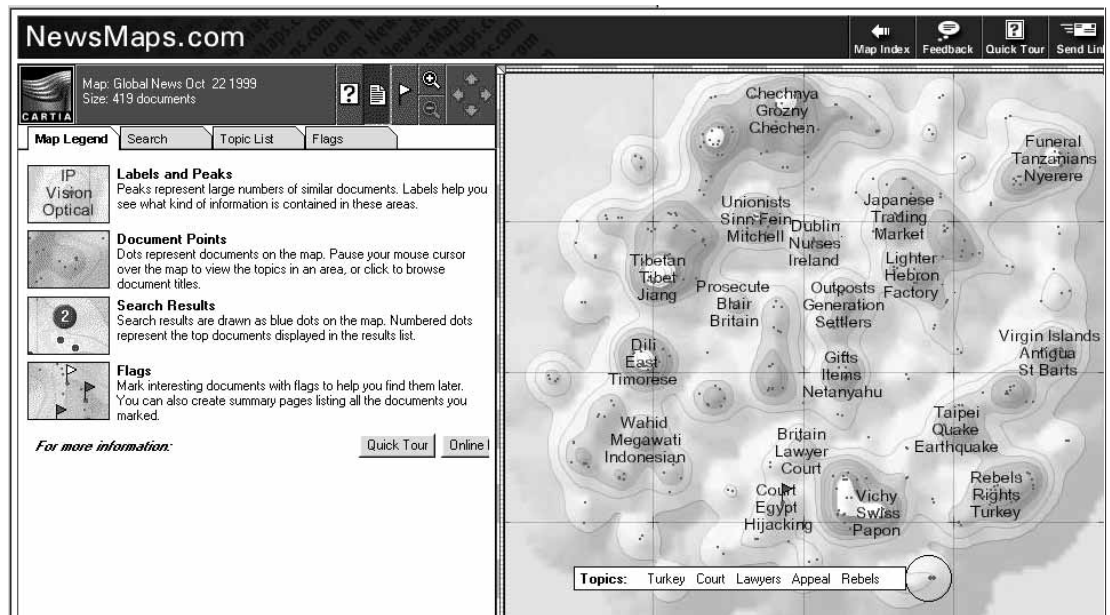 NewsMaps.com
Map Index
Feedback
Quick Tour
Send Lin
CARTIA
Map: Global News Oct 22 1999
Size: 419 documents
Map Legend
Search
Topic List
Flags
IP
Vision
Optical
Labels and Peaks
Peaks represent large numbers of similar documents. Labels help you
see what kind of information is contained in these areas.
Document Points
Dots represent documents on the map. Pause your mouse cursor
over the map to view the topics in an area, or click to browse
document titles.
2
Search Results
Search results are drawn as blue dots on the map. Numbered dots
represent the top documents displayed in the results list.
Flags
Mark interesting documents with flags to help you find them later.
You can also create summary pages listing all the documents you
marked.
For more information:
Quick Tour
Online
Chechnya
Grozny
Chechen
Funeral
Tanzanians
Nyerere
Unionists
Sinn Fein
Mitchell
Dublin
Nurses
Ireland
Japanese
Trading
Market
Tibetan
Tibet
Jiang
Prosecute
Blair
Britain
Outposts
Generation
Settlers
Lighter
Hebron
Factory
Dili
East
Timorese
Gifts
Items
Netanyahu
Virgin Islands
Antigua
St Barts
Wahid
Megawati
Indonesian
Britain
Lawyer
Court
Taipei
Quake
Earthquake
Court
Egypt
Hijacking
Vichy
Swiss
Papon
Rebels
Rights
Turkey
Topics: Turkey Court Lawyers Appeal Rebels